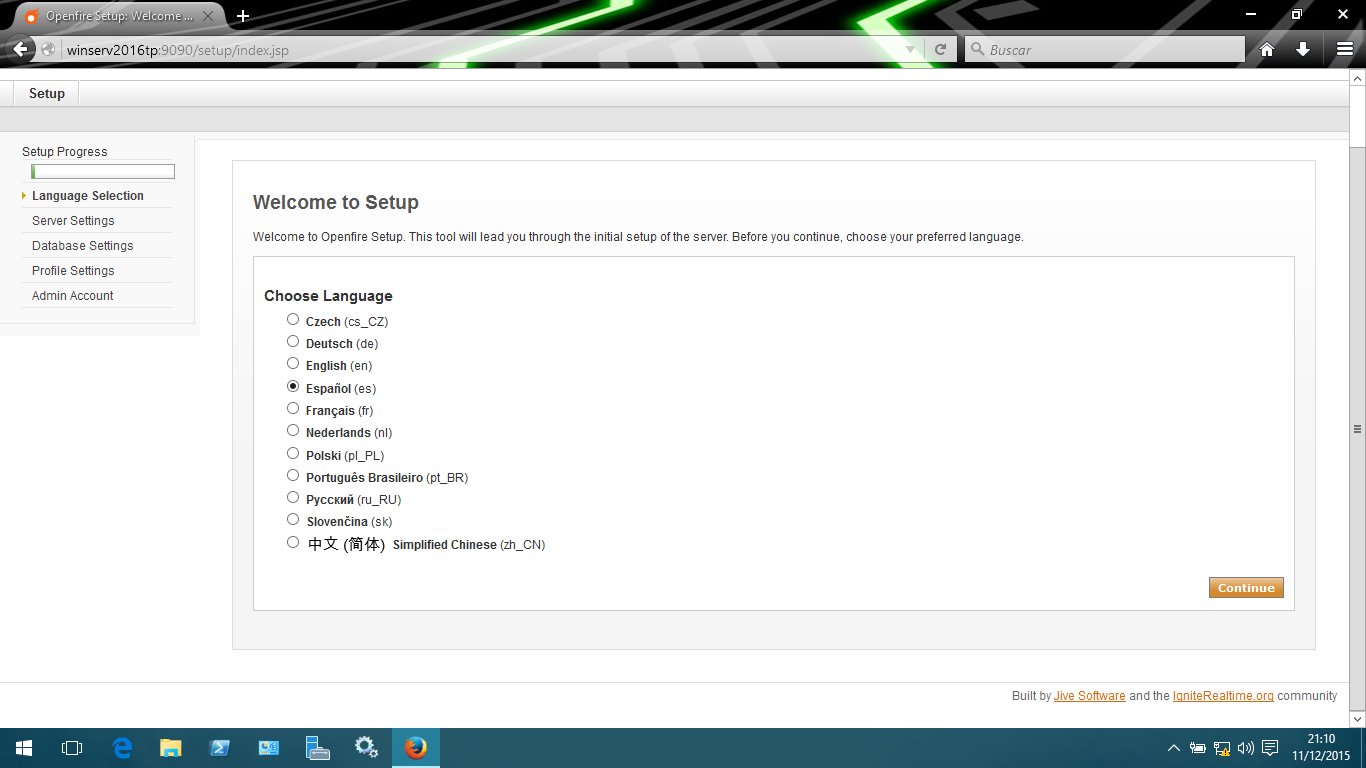 Openfire Setup: Welcome ...
winserv2016tp:9090/setup/index.jsp
Buscar
Setup
Setup Progress
Language Selection
Server Settings
Database Settings
Profile Settings
Admin Account
Welcome to Setup
Welcome to Openfire Setup. This tool will lead you through the initial setup of the server. Before you continue, choose your preferred language.
Choose Language
Czech (cs_CZ)
Deutsch (de)
English (en)
Español (es)
Français (fr)
Nederlands (nl)
Polski (pl_PL)
Português Brasileiro (pt_BR)
Русский (ru_RU)
Slovenčina (sk)
中文 (简体) Simplified Chinese (zh_CN)
Continue
Built by Jive Software and the IgniteRealtime.org community
21:10
11/12/2015